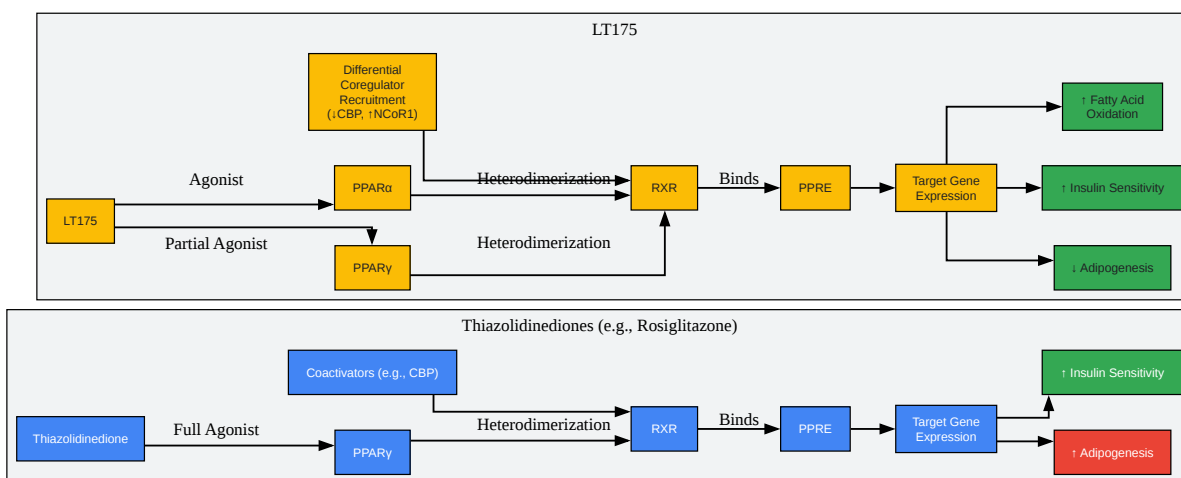 LT175
Differential
Coregulator
Recruitment
(↓CBP, ↑NCoR1)
↑ Fatty Acid
Oxidation
Agonist
PPARα
Heterodimerization
RXR
Binds
PPRE
Target Gene
Expression
↑ Insulin Sensitivity
LT175
Partial Agonist
PPARγ
Heterodimerization
↓ Adipogenesis
Thiazolidinediones (e.g., Rosiglitazone)
Coactivators (e.g., CBP)
↑ Insulin Sensitivity
Thiazolidinedione
Full Agonist
PPARγ
Heterodimerization
RXR
Binds
PPRE
Target Gene
Expression
↑ Adipogenesis